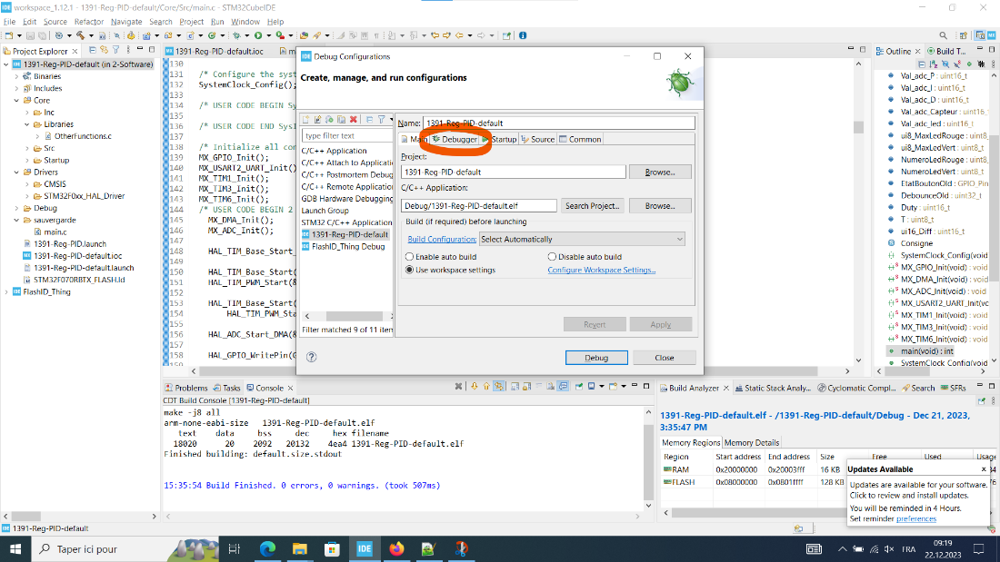 workspace_1.12.1 - 1391-Reg-PID-default/Core/Src/main.c - STM32CubeIDE
File Edit Source Refactor Navigate Search Project Run Window Help
Project Explorer
1391-Reg-PID-default (in 2-Software)
Binaries
Includes
Core
Inc
Libraries
OtherFunctions.c
Src
Startup
Drivers
CMSIS
STM32F0xx_HAL_Driver
Debug
sauvergarde
main.c
1391-Reg-PID.launch
1391-Reg-PID-default.ioc
1391-Reg-PID-default.launch
STM32F070RBTX_FLASH.ld
FlashID_Thing
1391-Reg-PID-default.ioc
130
131 /* Configure the syst
132 SystemClock_Config();
133
134 /* USER CODE BEGIN Sy
135
136 /* USER CODE END Sysi
137
138 /* Initialize all con
139 MX_GPIO_Init();
140 MX_USART2_UART_Init()
141 MX_TIM1_Init();
142 MX_TIM3_Init();
143 MX_TIM6_Init();
144 /* USER CODE BEGIN 2
145 MX_DMA_Init();
146 MX_ADC_Init();
147
148 HAL_TIM_Base_Start_
149
150 HAL_TIM_Base_Start(
151 HAL_TIM_PWM_Start(&
152
153 HAL_TIM_Base_Start(
154 HAL_TIM_PWM_Sta
155
156 HAL_ADC_Start_DMA(&
157
158 HAL_GPIO_WritePin(G
159
Debug Configurations
Create, manage, and run configurations
type filter text
C/C++ Application
C/C++ Attach to Applicatio
C/C++ Postmortem Debug
C/C++ Remote Application
GDB Hardware Debugging
Launch Group
STM32 C/C++ Application
1391-Reg-PID-default
FlashID_Thing Debug
Filter matched 9 of 11 item
Name: 1391-Reg-PID-default
Main Debugger Startup Source Common
Project:
1391-Reg-PID-default Browse...
C/C++ Application:
Debug/1391-Reg-PID-default.elf Search Project... Browse...
Build (if required) before launching
Build Configuration: Select Automatically
Enable auto build Disable auto build
Use workspace settings Configure Workspace Settings...
Revert Apply
Debug Close
Outline Build T...
Val_adc_P : uint16_t
Val_adc_I : uint16_t
Val_adc_D : uint16_t
Val_adc_Capteur : uint16_t
Val_adc_led : uint16_t
ui8_MaxLedRouge : uint8_t
ui8_MaxLedVert : uint8_t
NumeroLedRouge : uint8_t
NumeroLedVert : uint8_t
EtatBoutonOld : GPIO_Pin
DebounceOld : uint32_t
Duty : uint16_t
T : uint8_t
ui16_Diff : uint16_t
Consigne
SystemClock_Config(void
MX_GPIO_Init(void) : void
MX_DMA_Init(void) : void
MX_ADC_Init(void) : void
MX_USART2_UART_Init(vc
MX_TIM1_Init(void) : void
MX_TIM3_Init(void) : void
MX_TIM6_Init(void) : void
main(void) : int
SystemClock Config(void
Problems Tasks Console
CDT Build Console [1391-Reg-PID-default]
make -j8 all
arm-none-eabi-size 1391-Reg-PID-default.elf
text data bss dec hex filename
18020 20 2092 20132 4ea4 1391-Reg-PID-default.elf
Finished building: default.size.stdout
15:35:54 Build Finished. 0 errors, 0 warnings. (took 507ms)
Build Analyzer Static Stack Analy... Cyclomatic Compl... Search SFRs
1391-Reg-PID-default.elf - /1391-Reg-PID-default/Debug - Dec 21, 2023,
3:35:47 PM
Memory Regions Memory Details
Region Start address End address Size Free Used Usage
RAM 0x20000000 0x20003fff 16 KB
FLASH 0x08000000 0x0801ffff 128 KB
Updates Available
Updates are available for your software.
Click to review and install updates.
You will be reminded in 4 Hours.
Set reminder preferences
1391-Reg-PID-default
Taper ici pour
IDE
FRA
09:19
22.12.2023